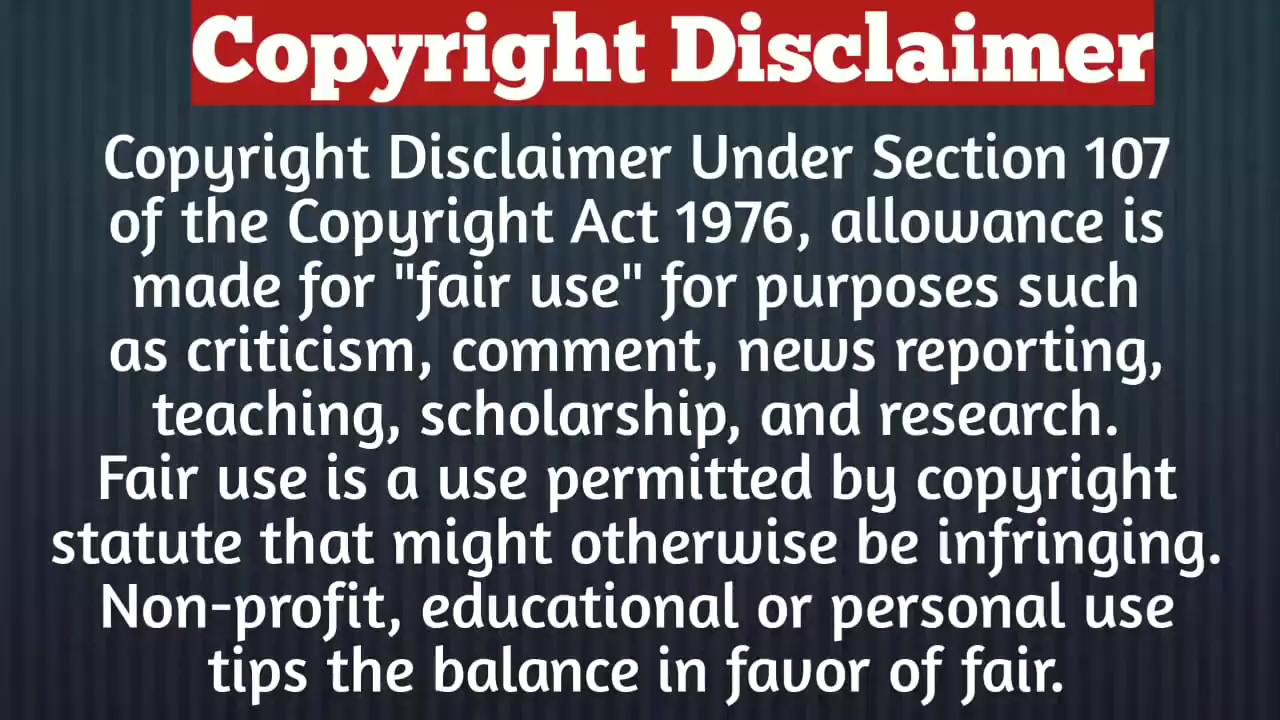 Copyright Disclaimer
Copyright Disclaimer Under Section 107
of the Copyright Act 1976, allowance is
made for "fair use" for purposes such
as criticism, comment, news reporting,
teaching, scholarship, and research.
Fair use is a use permitted by copyright
statute that might otherwise be infringing.
Non-profit, educational or personal use
tips the balance in favor of fair.